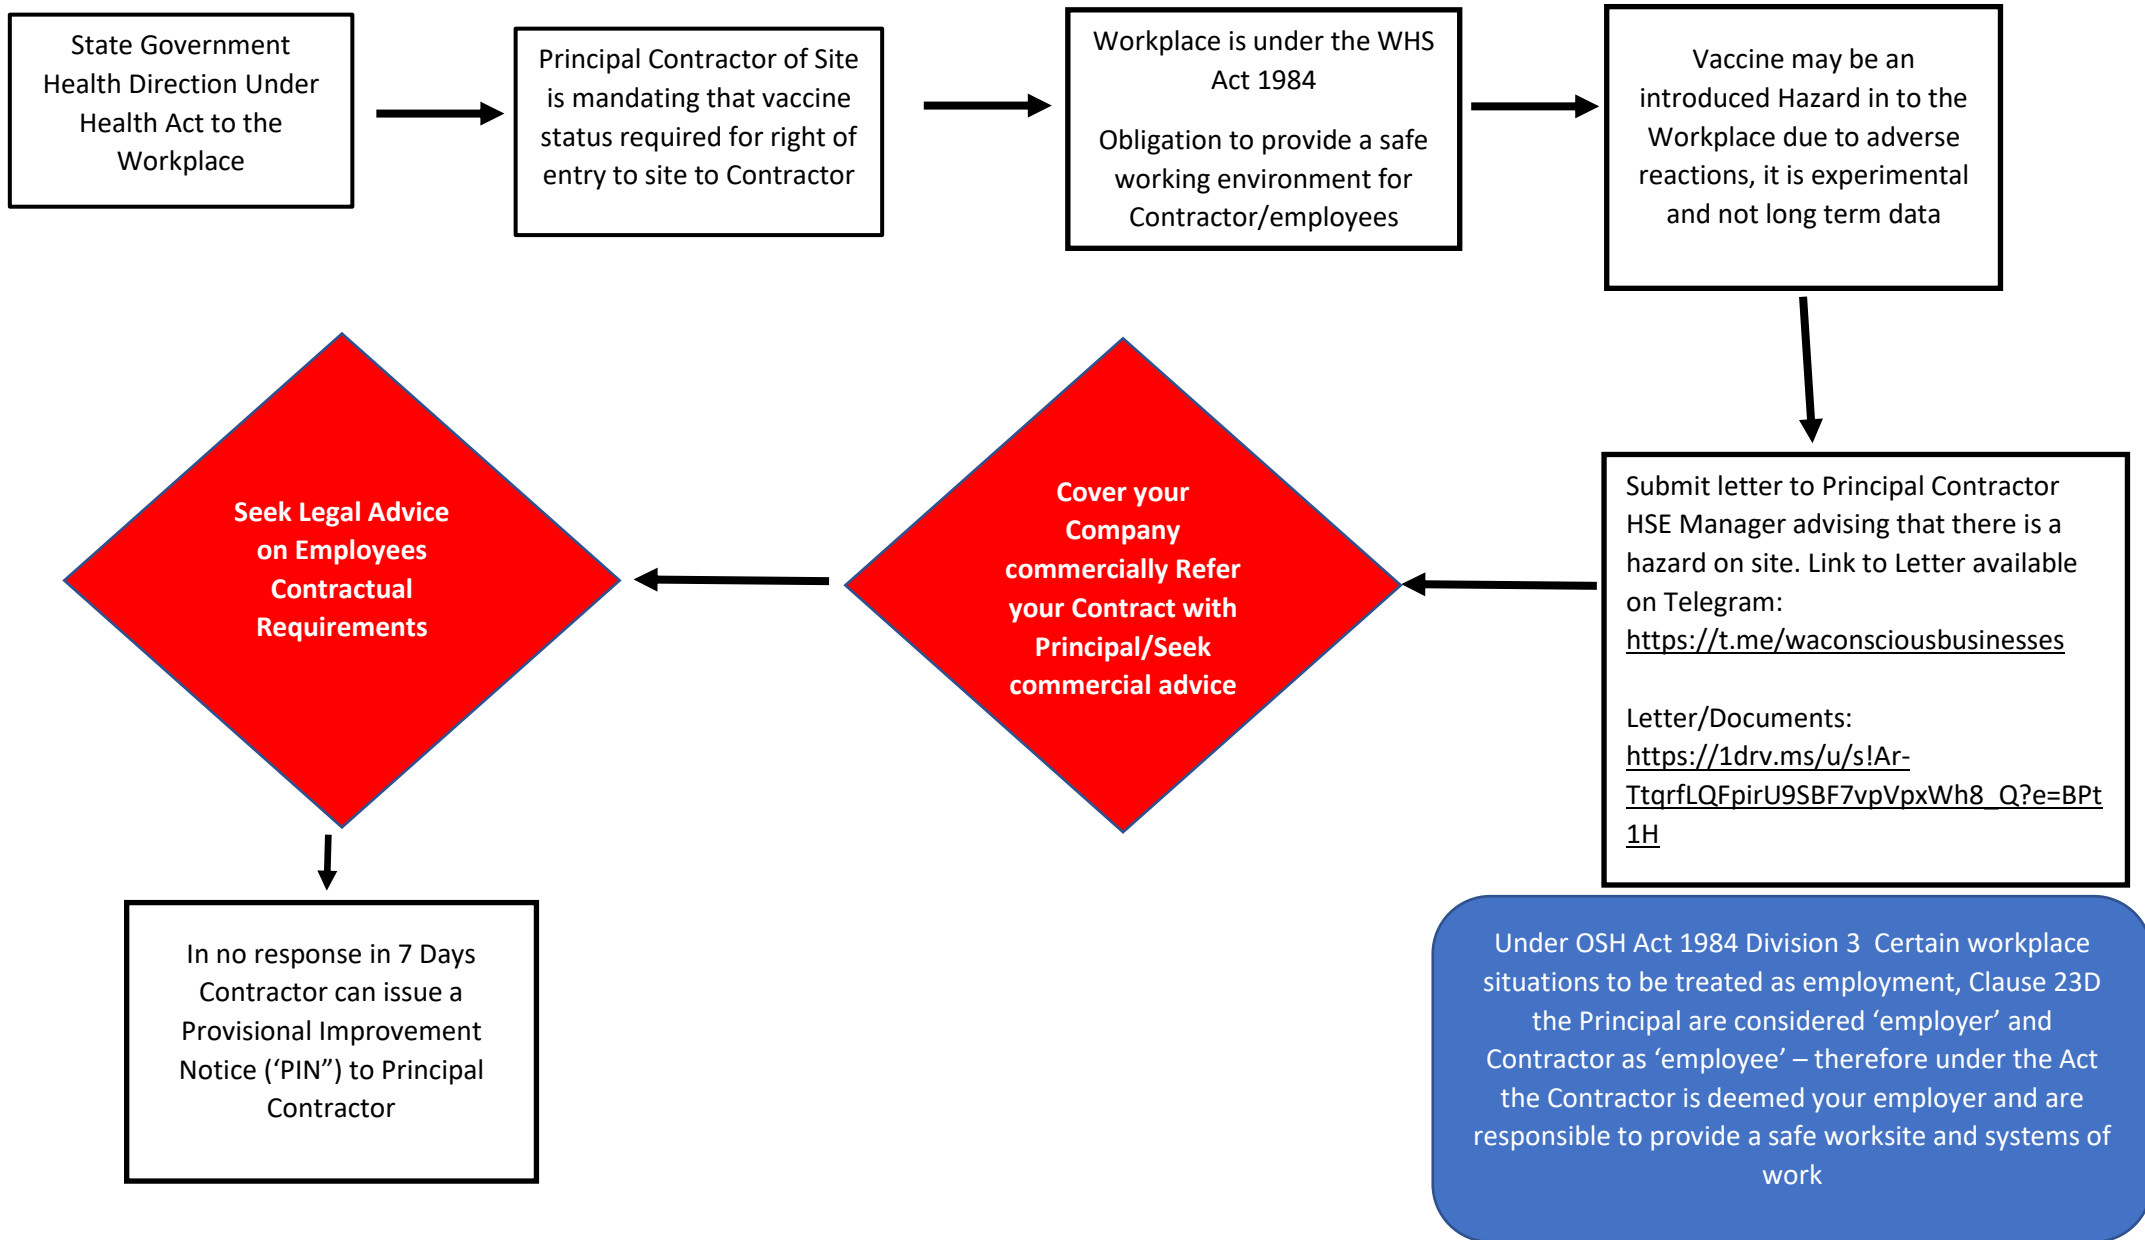 State Government
Health Direction Under
Health Act to the
Workplace
Principal Contractor of Site
is mandating that vaccine
status required for right of
entry to site to Contractor
Workplace is under the WHS
Act 1984
Obligation to provide a safe
working environment for
Contractor/employees
Vaccine may be an
introduced Hazard in to the
Workplace due to adverse
reactions, it is experimental
and not long term data
Submit letter to Principal Contractor
HSE Manager advising that there is a
hazard on site. Link to Letter available
on Telegram:
https://t.me/waconsciousbusinesses
Letter/Documents:
https://1drv.ms/u/s!Ar-
TtqrfLQFpirU9SBF7vpVpxWh8_Q?e=BPt
1H
Cover your
Company
commercially Refer
your Contract with
Principal/Seek
commercial advice
Seek Legal Advice
on Employees
Contractual
Requirements
In no response in 7 Days
Contractor can issue a
Provisional Improvement
Notice (‘PIN”) to Principal
Contractor
Under OSH Act 1984 Division 3  Certain workplace
situations to be treated as employment, Clause 23D
the Principal are considered ‘employer’ and
Contractor as ‘employee’ – therefore under the Act
the Contractor is deemed your employer and are
responsible to provide a safe worksite and systems of
work